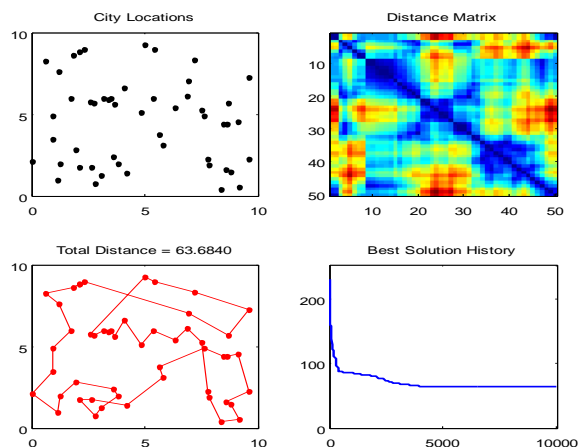 City Locations
10
5
0
0 5 10
Distance Matrix
10
20
30
40
50
10 20 30 40 50
Total Distance = 63.6840
10
5
0
0 5 10
Best Solution History
200
100
0
0 5000 10000